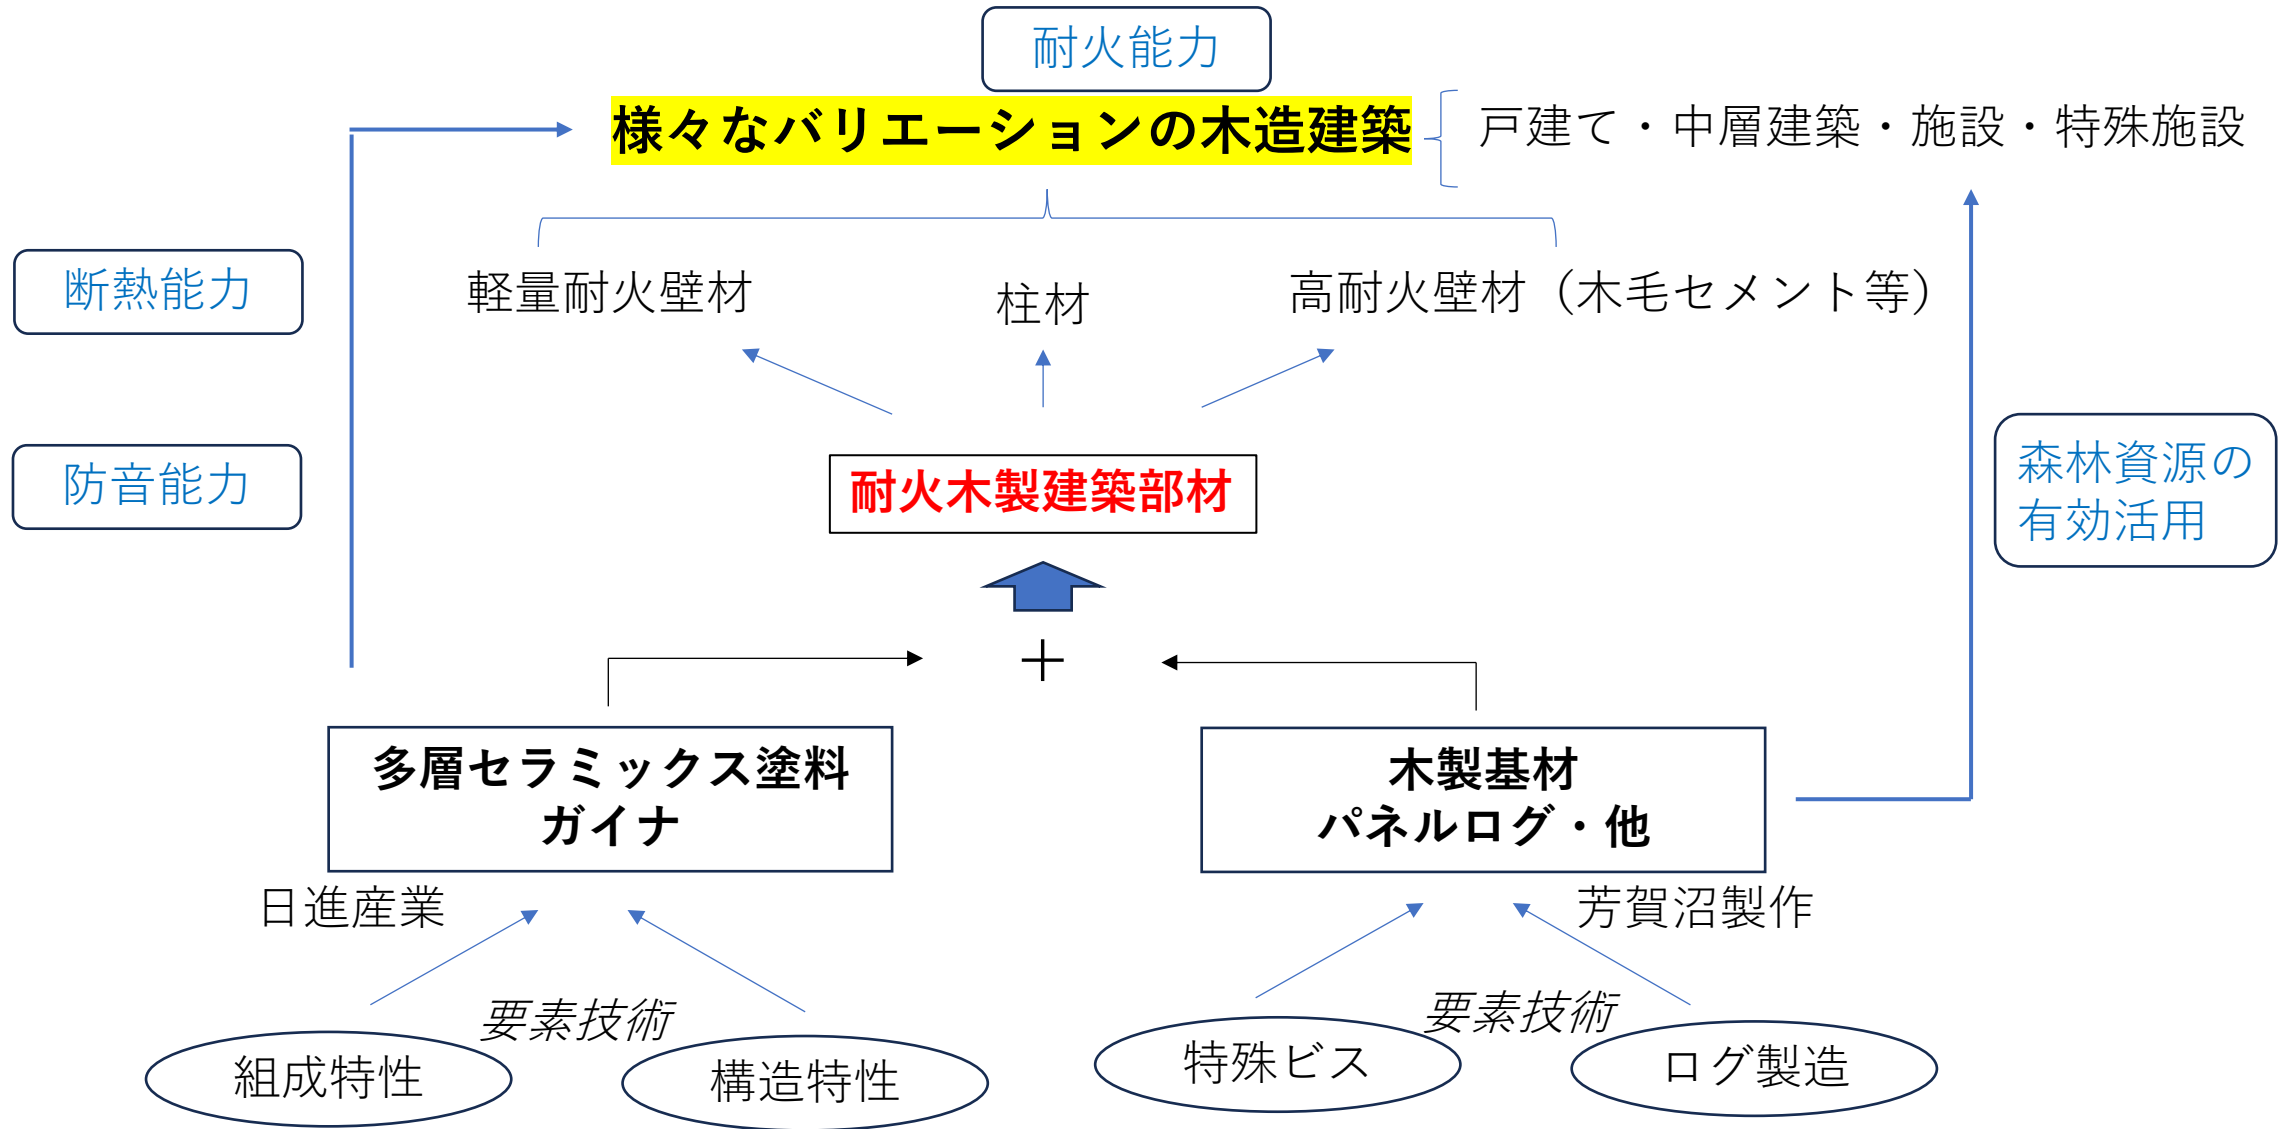 耐火能力
様々なバリエーションの木造建築
戸建て・中層建築・施設・特殊施設
断熱能力
軽量耐火壁材
柱材
高耐火壁材（木毛セメント等）
防音能力
耐火木製建築部材
森林資源の
有効活用
＋
多層セラミックス塗料
ガイナ
木製基材
パネルログ・他
日進産業
芳賀沼製作
要素技術
要素技術
組成特性
構造特性
特殊ビス
ログ製造